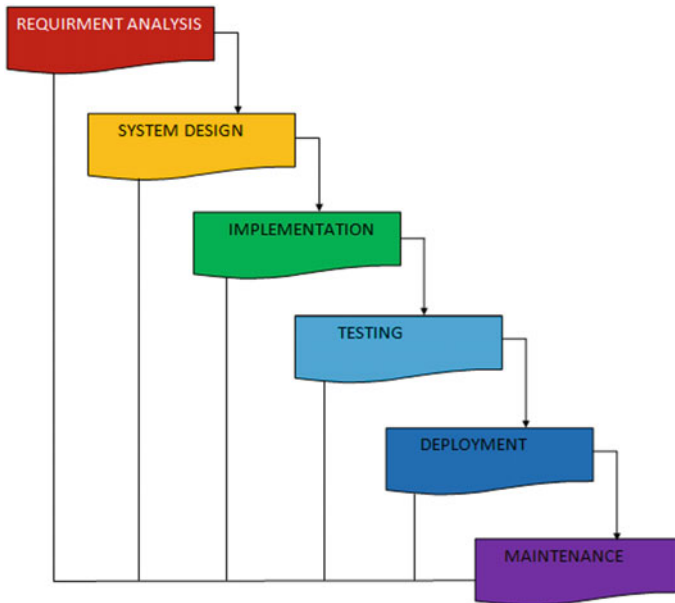 REQUIRMENT ANALYSIS
SYSTEM DESIGN
IMPLEMENTATION
TESTING
DEPLOYMENT
MAINTENANCE